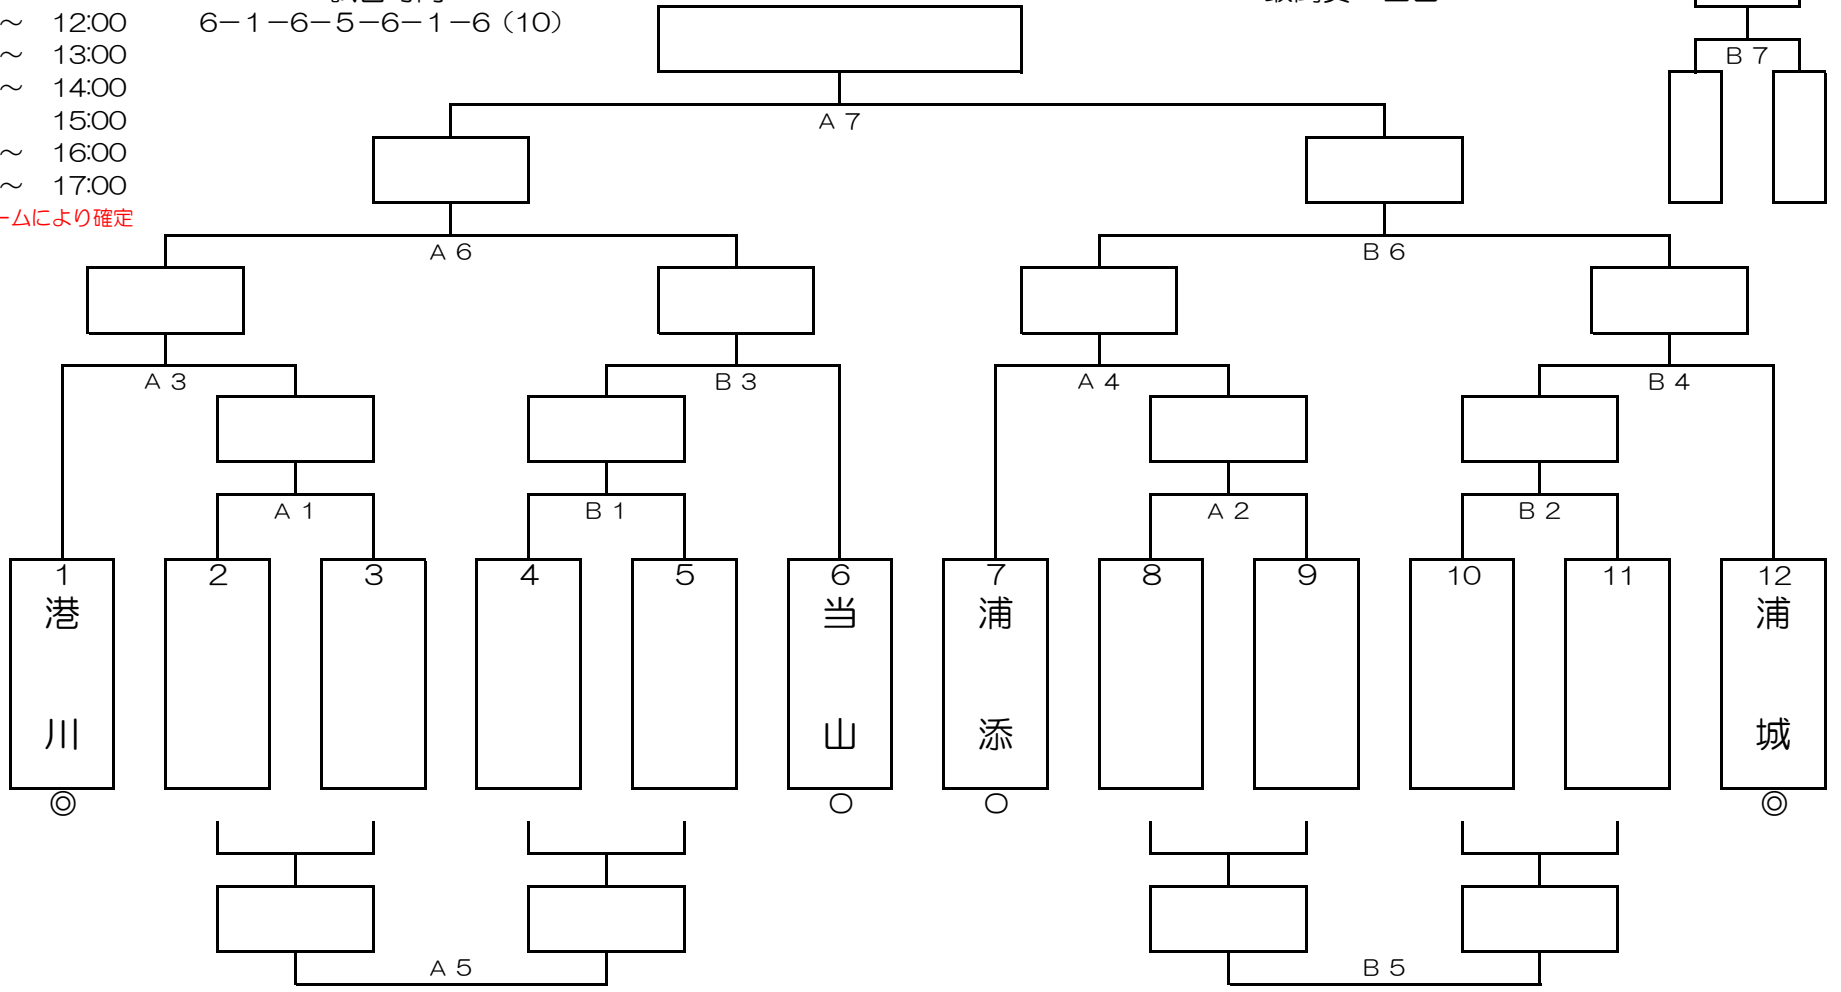 ～ 12:00 6－1－6－5－6－1－6（10）
～ 13:00
B 7
～ 14:00
15:00
A 7
～ 16:00
～ 17:00
ームにより確定
A 6 B 6
A 3 B 3 A 4 B 4
A 1 B 1 A 2 B 2
1 2 3 4 5 6 7 8 9 10 11 12
港川
当山
浦添
浦城
◎ ○ ○ ◎
A 5 B 5